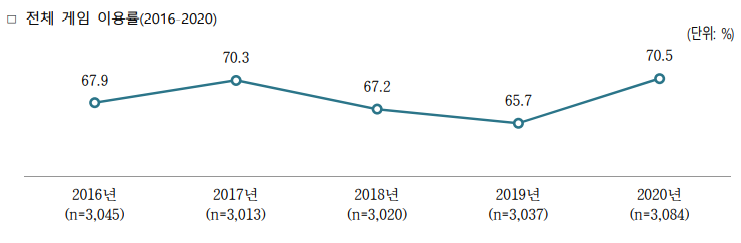 □ 전체 게임 이용률(2016-2020)
(단위: %)
67.9
70.3
67.2
65.7
70.5
2016년 2017년 2018년 2019년 2020년
(n=3,045) (n=3,013) (n=3,020) (n=3,037) (n=3,084)